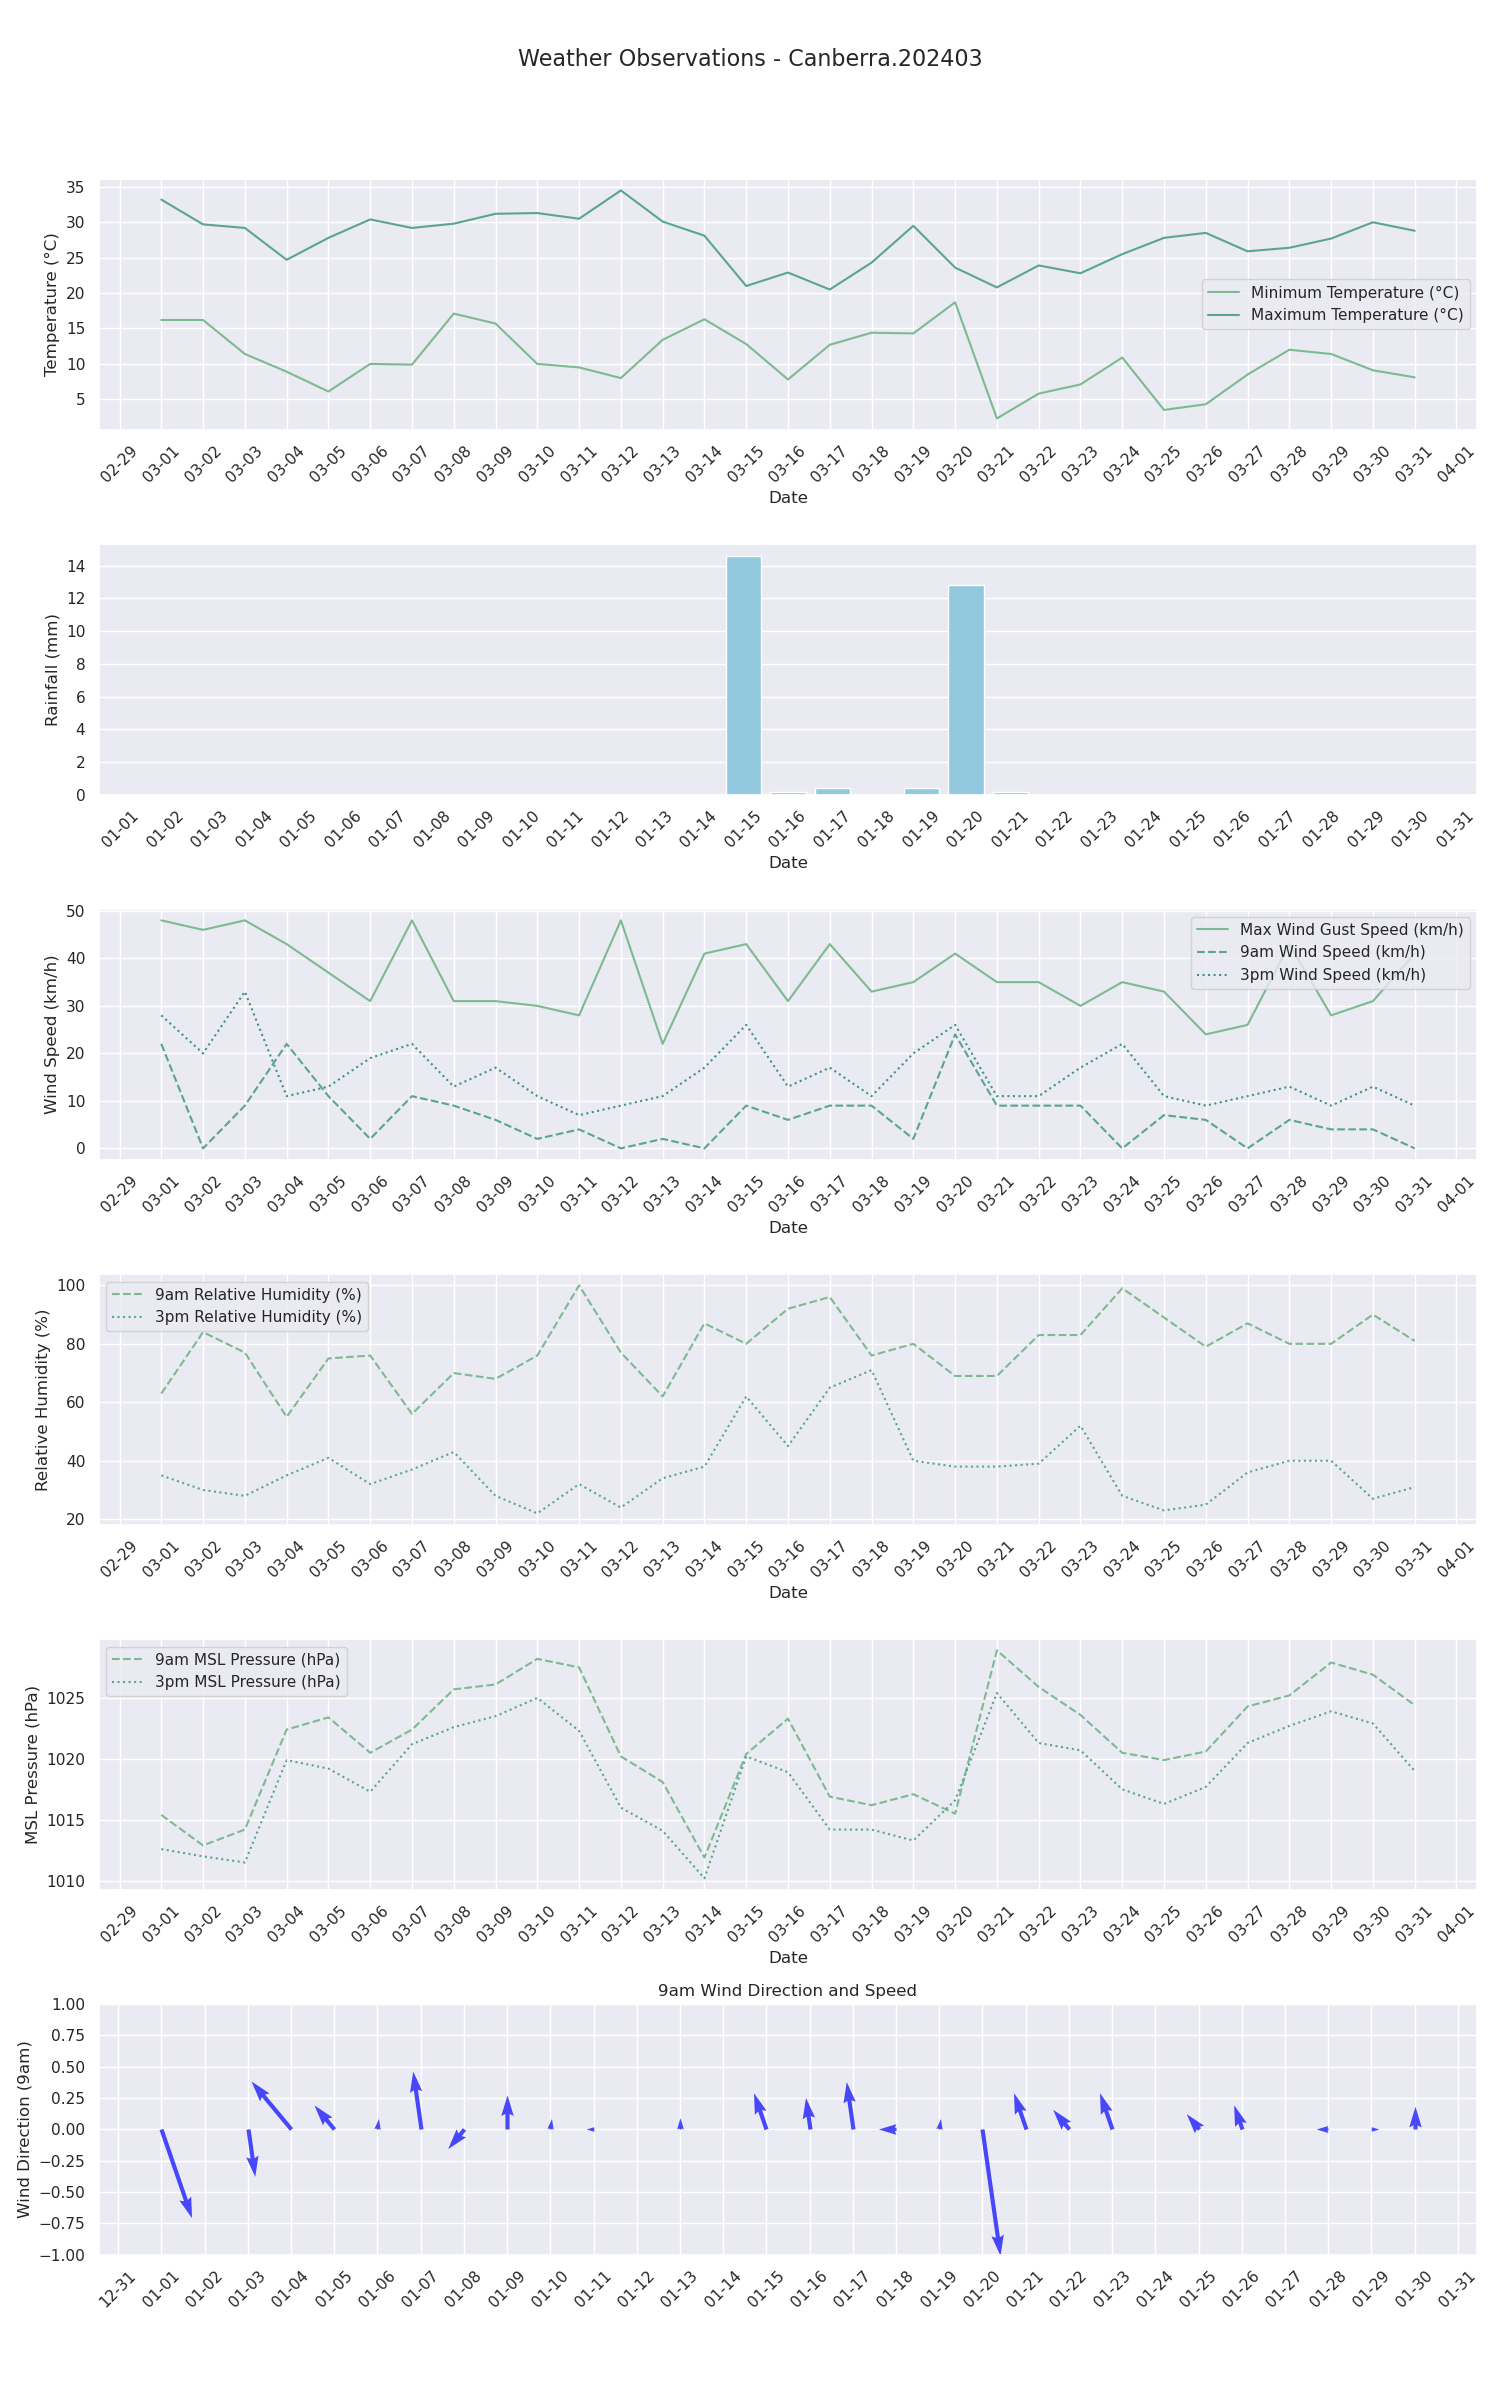 Weather Observations - Canberra.202403
35
30
25
20
15
10
5
Temperature (°C)
Minimum Temperature (°C)
Maximum Temperature (°C)
02-29 03-01 03-02 03-03 03-04 03-05 03-06 03-07 03-08 03-09 03-10 03-11 03-12 03-13 03-14 03-15 03-16 03-17 03-18 03-19 03-20 03-21 03-22 03-23 03-24 03-25 03-26 03-27 03-28 03-29 03-30 03-31 04-01
Date
14
12
10
8
6
4
2
0
Rainfall (mm)
01-01 01-02 01-03 01-04 01-05 01-06 01-07 01-08 01-09 01-10 01-11 01-12 01-13 01-14 01-15 01-16 01-17 01-18 01-19 01-20 01-21 01-22 01-23 01-24 01-25 01-26 01-27 01-28 01-29 01-30 01-31
Date
50
40
30
20
10
0
Wind Speed (km/h)
Max Wind Gust Speed (km/h)
9am Wind Speed (km/h)
3pm Wind Speed (km/h)
02-29 03-01 03-02 03-03 03-04 03-05 03-06 03-07 03-08 03-09 03-10 03-11 03-12 03-13 03-14 03-15 03-16 03-17 03-18 03-19 03-20 03-21 03-22 03-23 03-24 03-25 03-26 03-27 03-28 03-29 03-30 03-31 04-01
Date
100
80
60
40
20
Relative Humidity (%)
9am Relative Humidity (%)
3pm Relative Humidity (%)
02-29 03-01 03-02 03-03 03-04 03-05 03-06 03-07 03-08 03-09 03-10 03-11 03-12 03-13 03-14 03-15 03-16 03-17 03-18 03-19 03-20 03-21 03-22 03-23 03-24 03-25 03-26 03-27 03-28 03-29 03-30 03-31 04-01
Date
1025
1020
1015
1010
MSL Pressure (hPa)
9am MSL Pressure (hPa)
3pm MSL Pressure (hPa)
02-29 03-01 03-02 03-03 03-04 03-05 03-06 03-07 03-08 03-09 03-10 03-11 03-12 03-13 03-14 03-15 03-16 03-17 03-18 03-19 03-20 03-21 03-22 03-23 03-24 03-25 03-26 03-27 03-28 03-29 03-30 03-31 04-01
Date
9am Wind Direction and Speed
1.00
0.75
0.50
0.25
0.00
−0.25
−0.50
−0.75
−1.00
Wind Direction (9am)
12-31 01-01 01-02 01-03 01-04 01-05 01-06 01-07 01-08 01-09 01-10 01-11 01-12 01-13 01-14 01-15 01-16 01-17 01-18 01-19 01-20 01-21 01-22 01-23 01-24 01-25 01-26 01-27 01-28 01-29 01-30 01-31